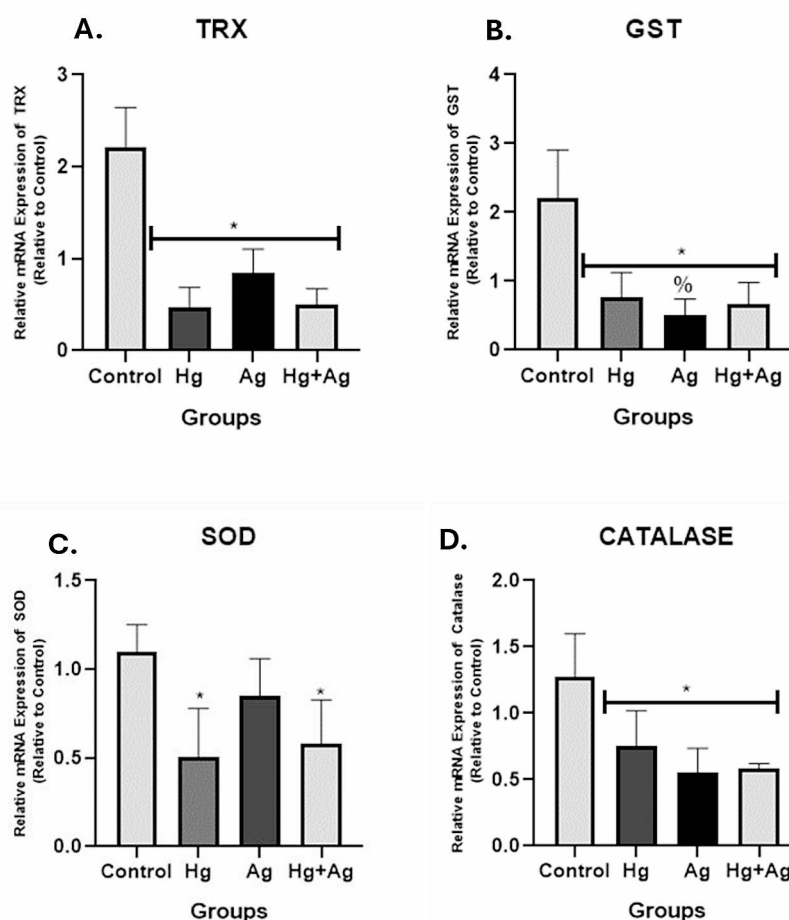 A. TRX
Relative mRNA Expression of TRX
(Relative to Control)
3
2
1
0
*
Control Hg Ag Hg+Ag
Groups
B. GST
Relative mRNA Expression of GST
(Relative to Control)
4
3
2
1
0
*
%
Control Hg Ag Hg+Ag
Groups
C. SOD
Relative mRNA Expression of SOD
(Relative to Control)
1.5
1.0
0.5
0.0
* *
Control Hg Ag Hg+Ag
Groups
D. CATALASE
Relative mRNA Expression of Catalase
(Relative to Control)
2.0
1.5
1.0
0.5
0.0
*
Control Hg Ag Hg+Ag
Groups